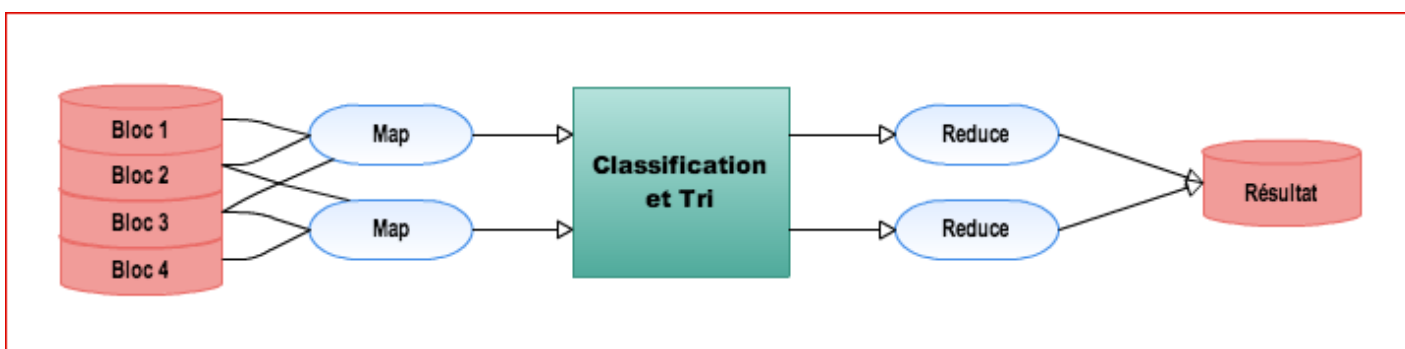 Bloc 1
Bloc 2
Bloc 3
Bloc 4
Map
Map
Classification
et Tri
Reduce
Reduce
Résultat